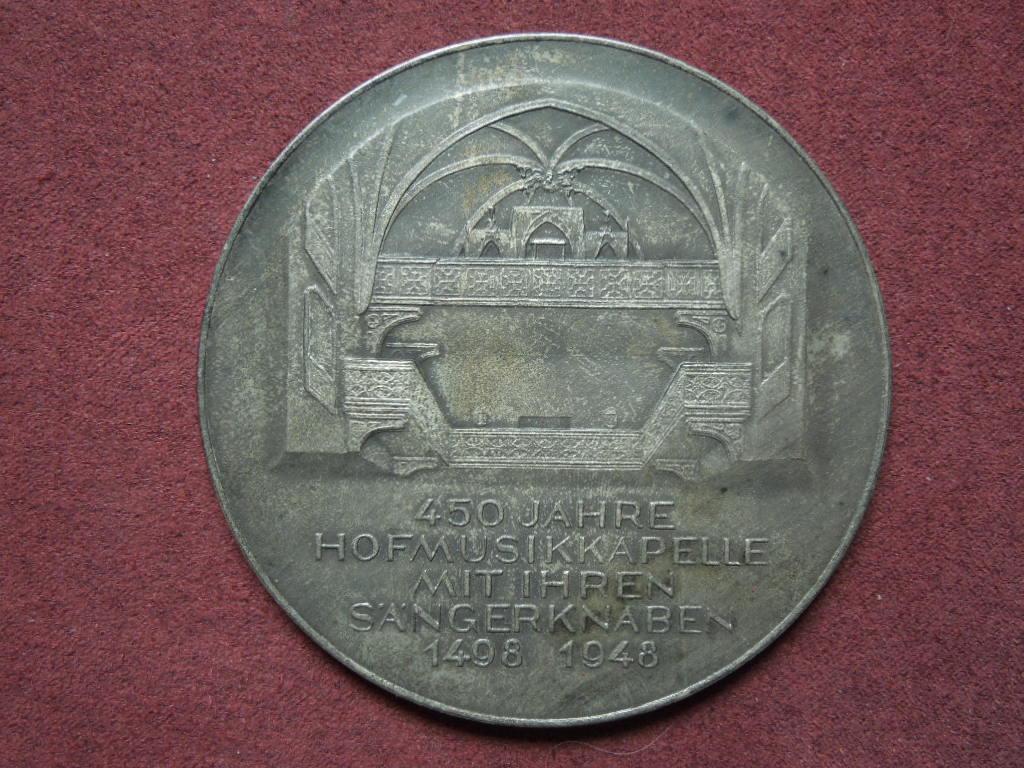 450 JAHRE
HOFMUSIKKAPELLE
MIT IHREN
SÄNGERKNABEN
1498 1948